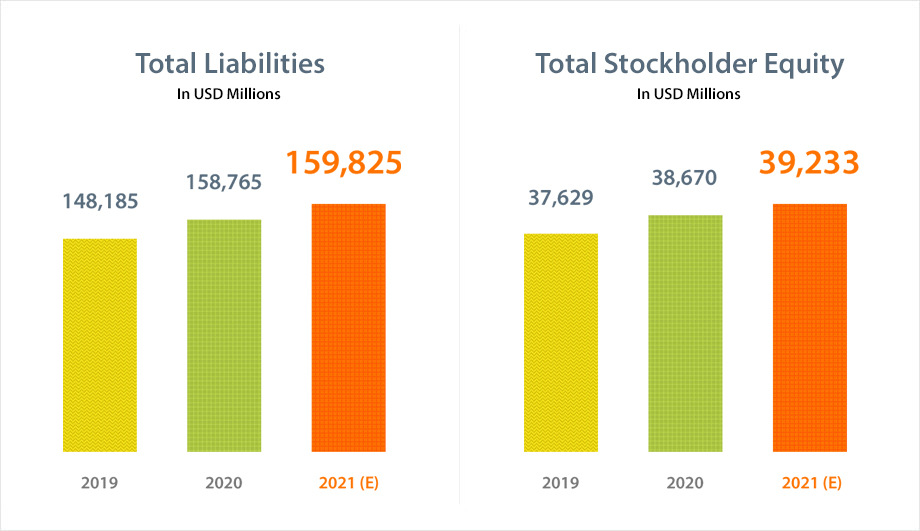 Total Liabilities
In USD Millions
148,185
158,765
159,825
2019
2020
2021 (E)
Total Stockholder Equity
In USD Millions
37,629
38,670
39,233
2019
2020
2021 (E)